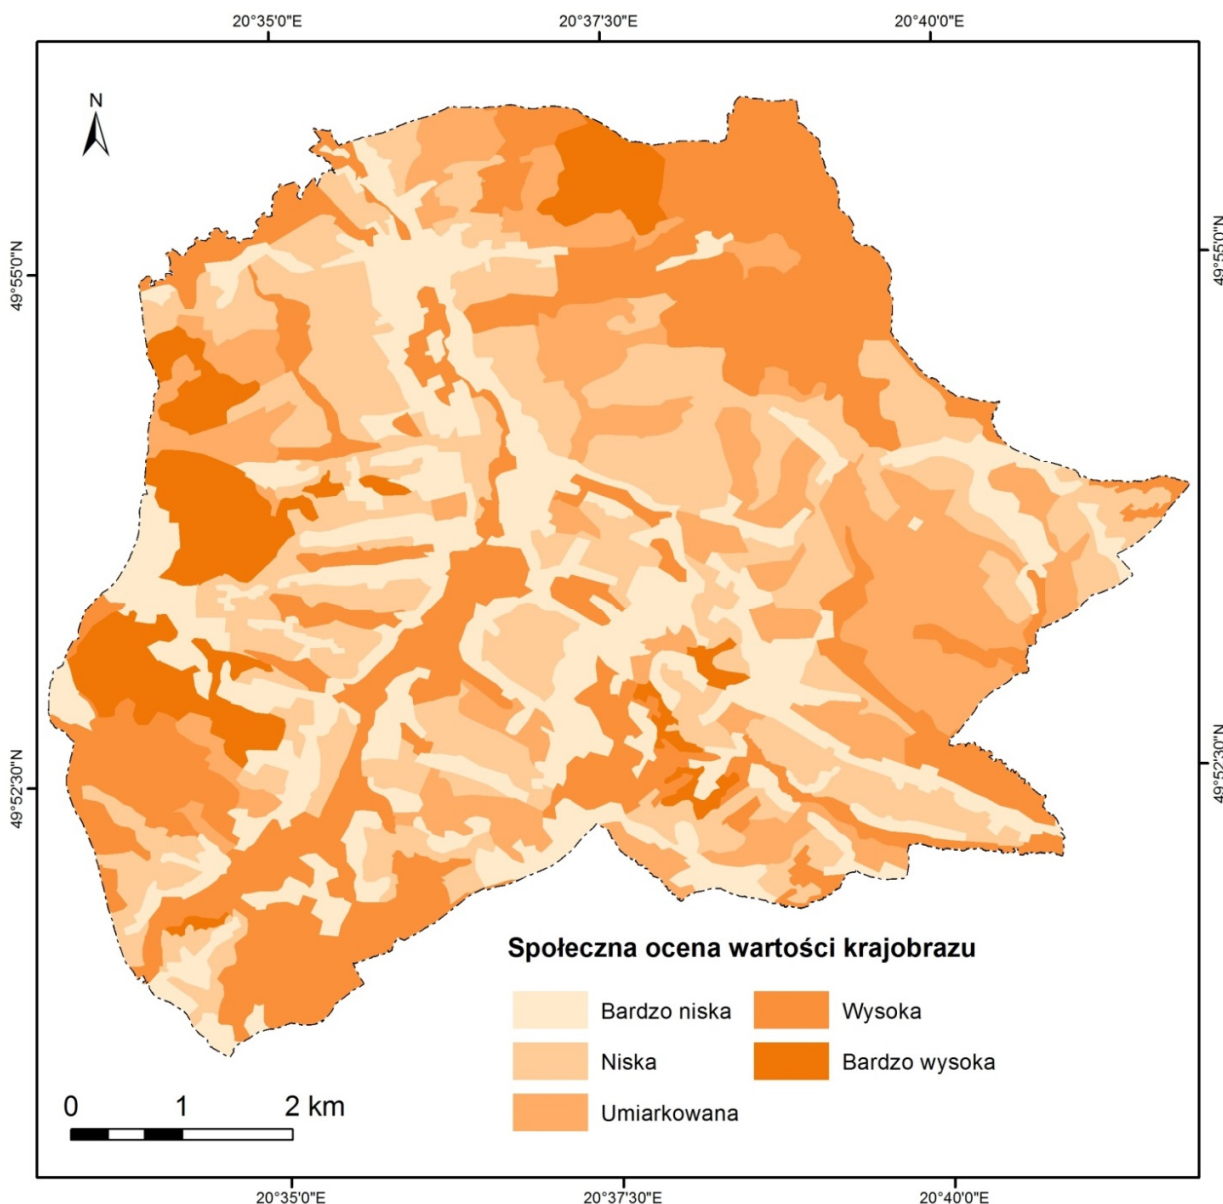 20°35'0"E 20°37'30"E 20°40'0"E
N
49°55'0"N 49°55'0"N
49°52'30"N 49°52'30"N
Społeczna ocena wartości krajobrazu
Bardzo niska Wysoka
Niska Bardzo wysoka
Umiarkowana
0 1 2 km
20°35'0"E 20°37'30"E 20°40'0"E